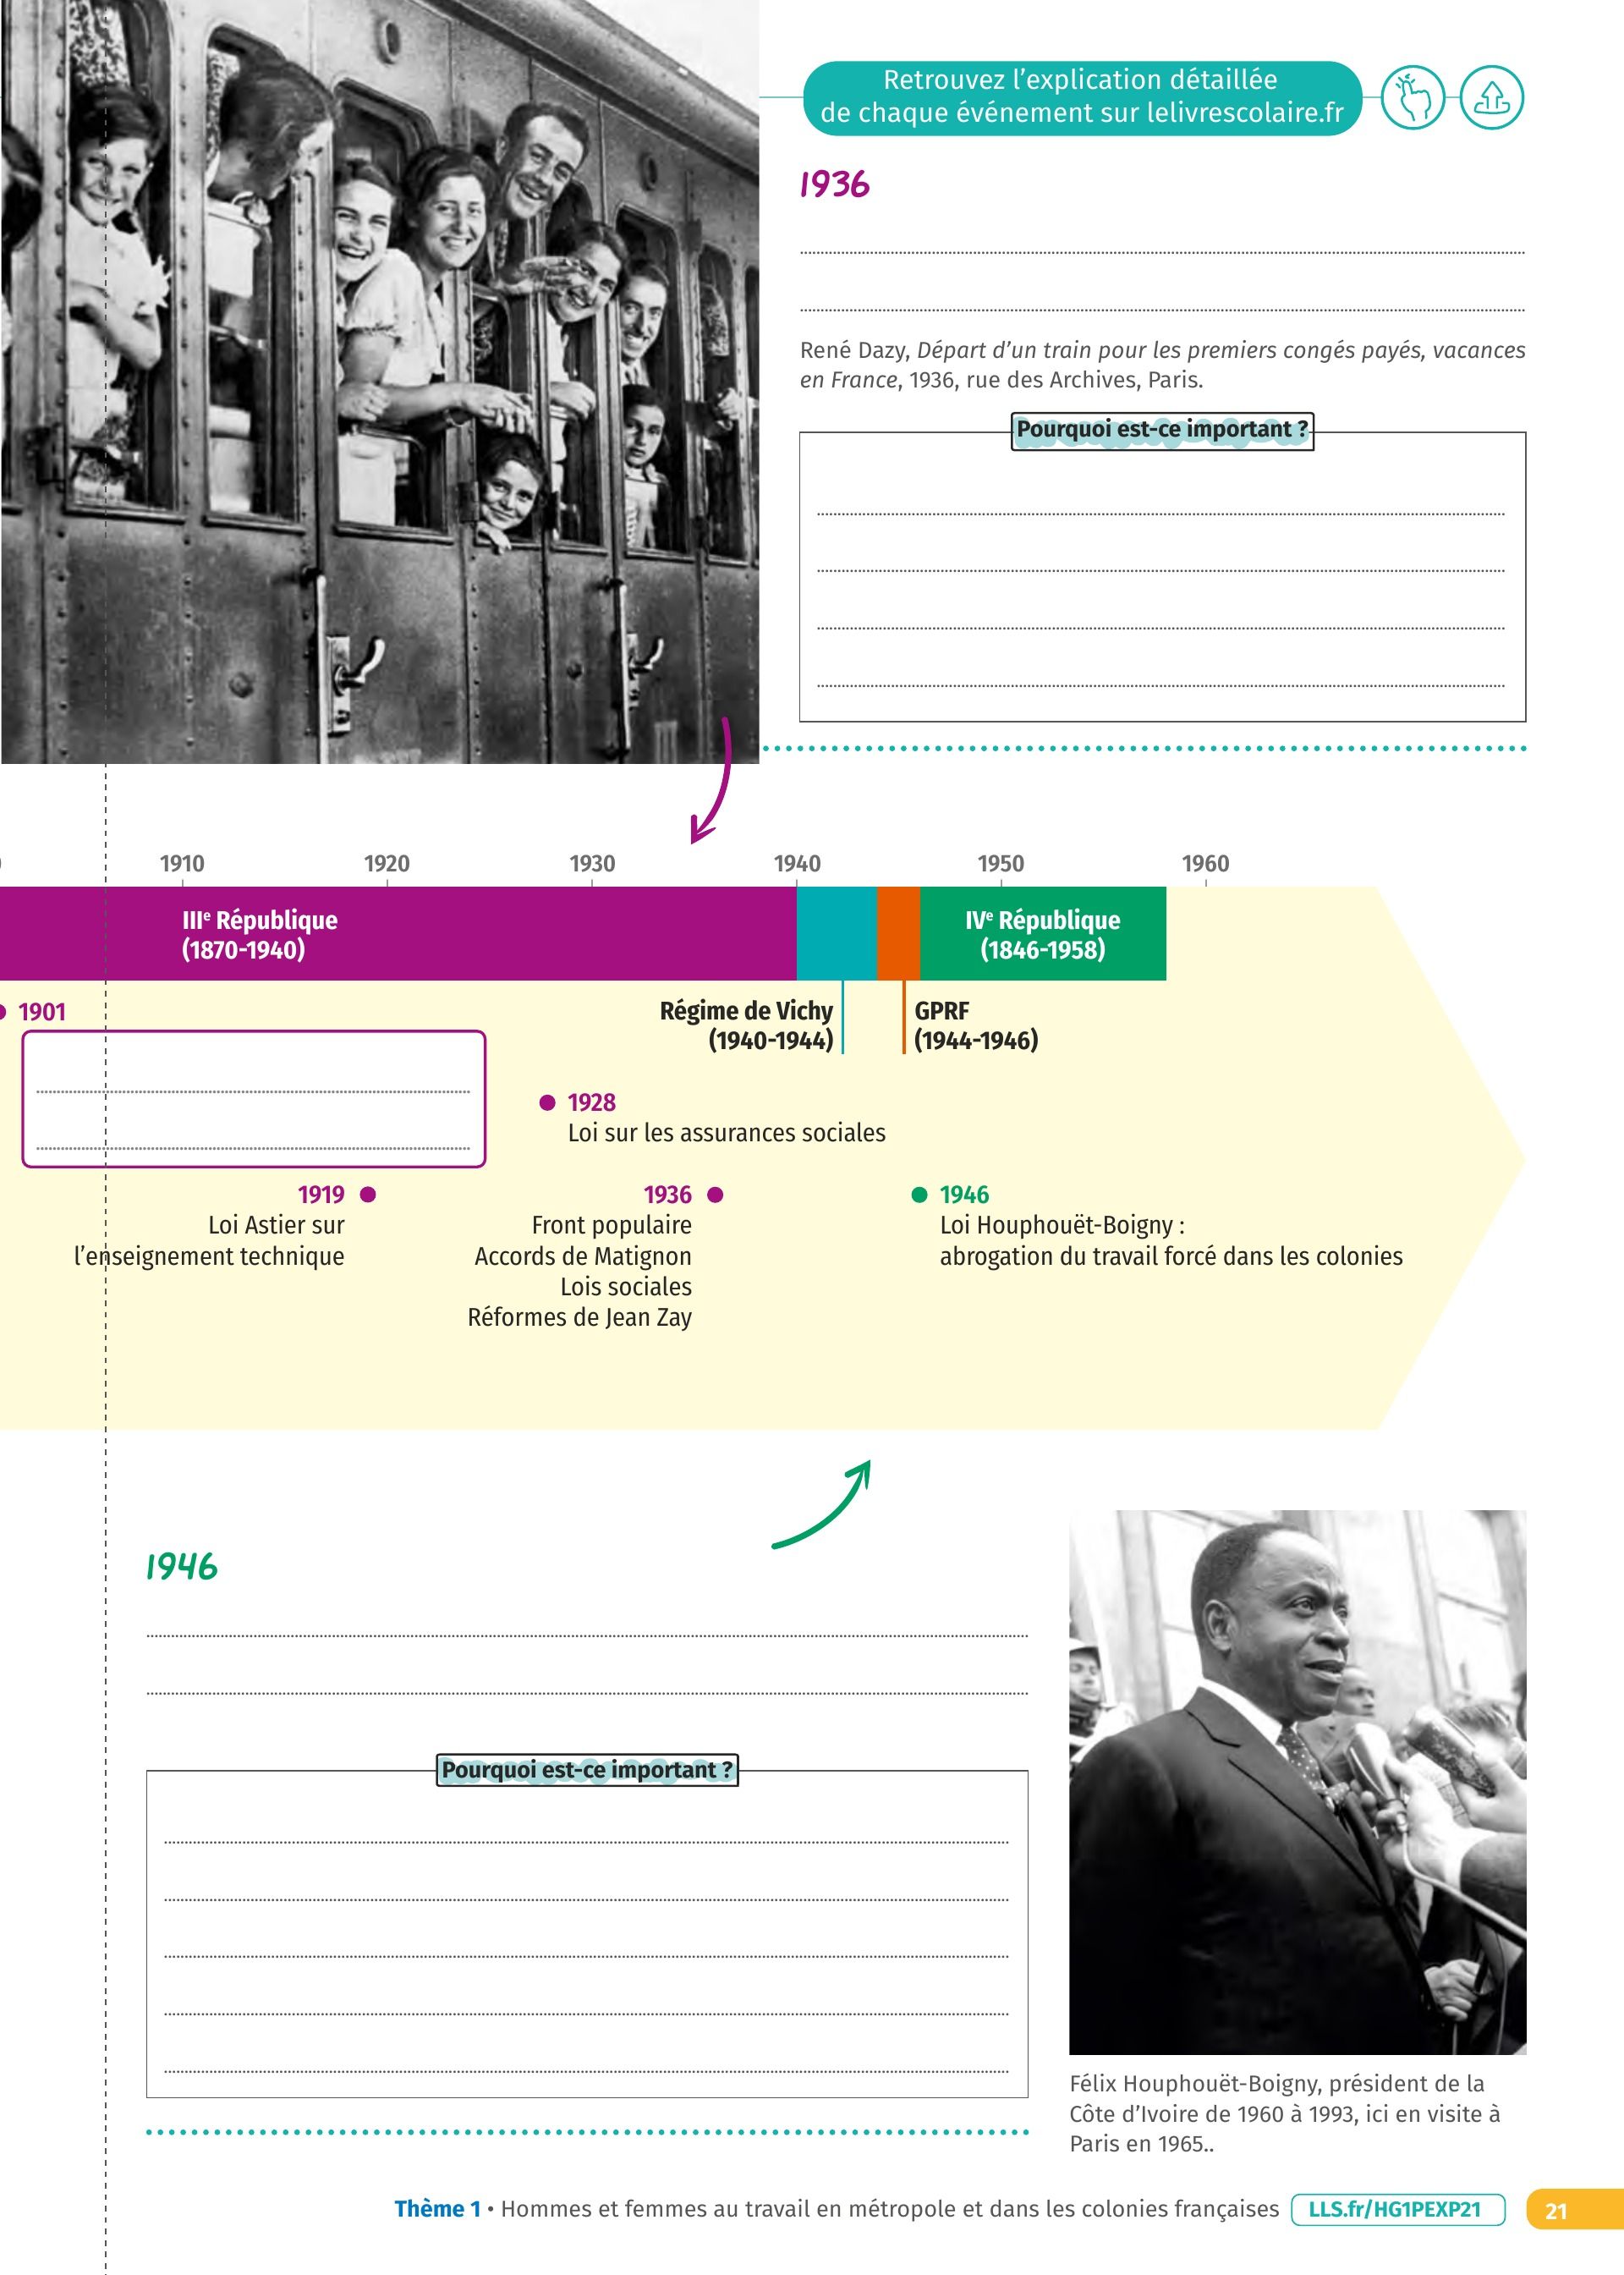 Retrouvez l'explication détaillée
de chaque événement sur lelivrescolaire.fr
1936
René Dazy, Départ d'un train pour les premiers congés payés, vacances
en France, 1936, rue des Archives, Paris.
Pourquoi est-ce important ?
1910 1920 1930 1940 1950 1960
IIIe République
(1870-1940)
IVe République
(1846-1958)
1901
Régime de Vichy
(1940-1944)
GPRF
(1944-1946)
1928
Loi sur les assurances sociales
1919
Loi Astier sur
l'enseignement technique
1936
Front populaire
Accords de Matignon
Lois sociales
Réformes de Jean Zay
1946
Loi Houphouët-Boigny :
abrogation du travail forcé dans les colonies
1946
Pourquoi est-ce important ?
Félix Houphouët-Boigny, président de la
Côte d'Ivoire de 1960 à 1993, ici en visite à
Paris en 1965..
Thème 1 • Hommes et femmes au travail en métropole et dans les colonies françaises LLS.fr/HG1PEXP21 21